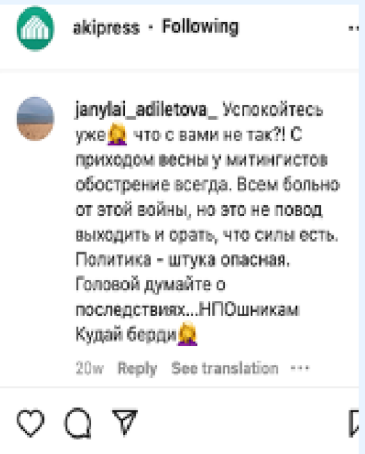 akipress · Following ··
janylai_adiletova_ Успокойтесь
уже🤦‍♀️ что с вами не так?! С
приходом весны у митингистов
обострение всегда. Всем больно
от этой войны, но это не повод
выходить и орать, что силы есть.
Политика - штука опасная.
Головой думайте о
последствиях...НПОшникам
Кудай берди🤦‍♀️
20w Reply See translation ···